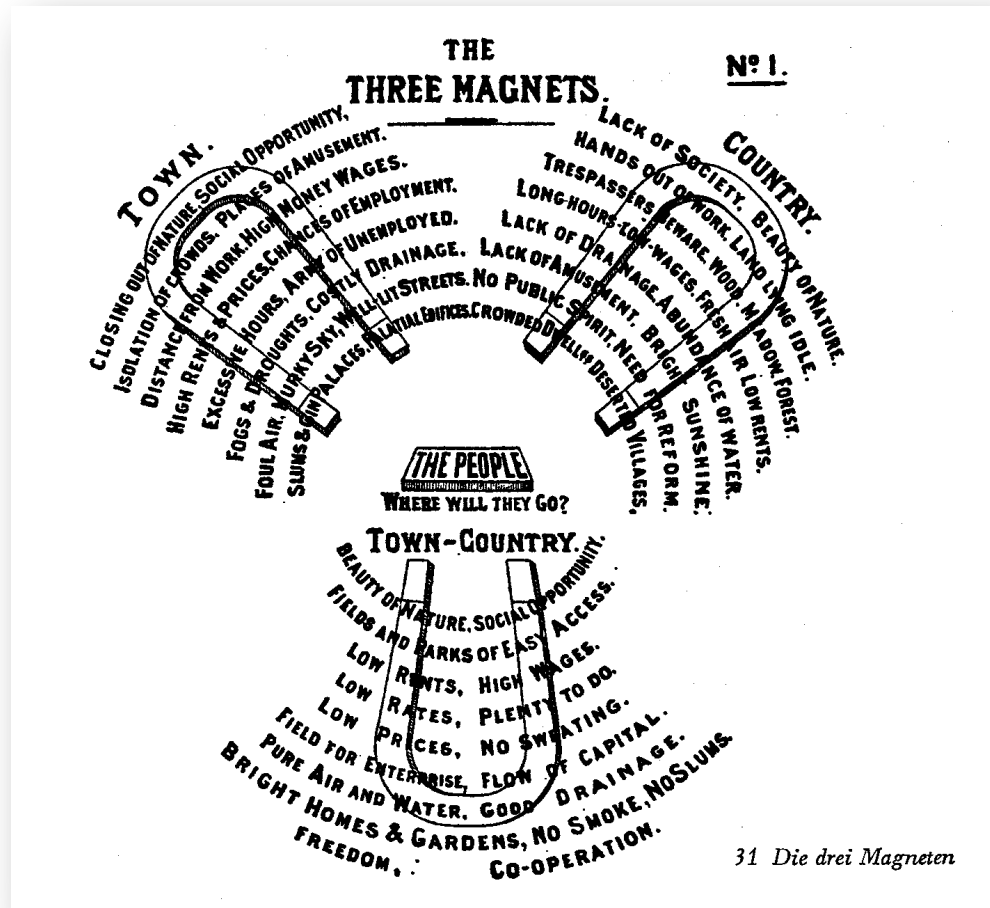 THE
THREE MAGNETS.
Nº 1.
TOWN.
CLOSING OUT OF NATURE. SOCIAL OPPORTUNITY,
ISOLATION OF CROWDS. PLACES OF AMUSEMENT.
DISTANCE FROM WORK. HIGH MONEY WAGES.
HIGH RENTS & PRICES. CHANCES OF EMPLOYMENT.
EXCESSIVE HOURS, ARMY OF UNEMPLOYED.
FOGS & DROUGHTS. COSTLY DRAINAGE.
FOUL AIR, MURKY SKY, WELL-LIT STREETS.
SLUMS & GIN PALACES. PALATIAL EDIFICES.
COUNTRY.
LACK OF SOCIETY. BEAUTY OF NATURE.
HANDS OUT OF WORK. LAND LYING IDLE.
TRESPASSERS BEWARE. WOOD, MEADOW, FOREST.
LONG-HOURS-LOW-WAGES. FRESH AIR LOW RENTS.
LACK OF DRAINAGE. ABUNDANCE OF WATER.
LACK OF AMUSEMENT. BRIGHT SUNSHINE.
NO PUBLIC SPIRIT. NEED FOR REFORM.
CROWDED DWELLINGS DESERTED VILLAGES,
THE PEOPLE
WHERE WILL THEY GO?
TOWN-COUNTRY.
BEAUTY OF NATURE, SOCIAL OPPORTUNITY.
FIELDS AND PARKS OF EASY ACCESS.
LOW RENTS, HIGH WAGES.
LOW RATES, PLENTY TO DO.
LOW PRICES, NO SWEATING.
FIELD FOR ENTERPRISE, FLOW OF CAPITAL.
PURE AIR AND WATER, GOOD DRAINAGE.
BRIGHT HOMES & GARDENS, NO SMOKE, NO SLUMS.
FREEDOM, : CO-OPERATION.
31 Die drei Magneten